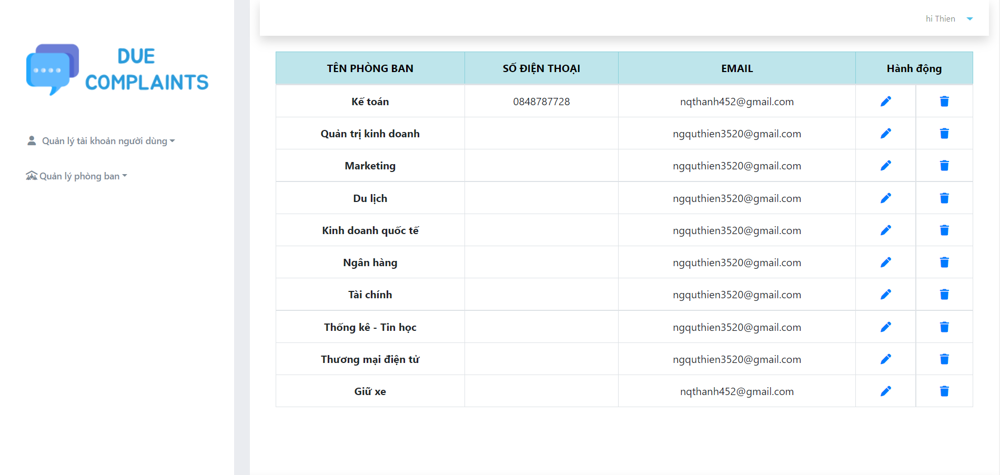 DUE
COMPLAINTS
Quản lý tài khoản người dùng
Quản lý phòng ban
hi Thien
TÊN PHÒNG BAN SỐ ĐIỆN THOẠI EMAIL Hành động
Kế toán 0848787728 nqthanh452@gmail.com
Quản trị kinh doanh ngquthien3520@gmail.com
Marketing ngquthien3520@gmail.com
Du lịch ngquthien3520@gmail.com
Kinh doanh quốc tế ngquthien3520@gmail.com
Ngân hàng ngquthien3520@gmail.com
Tài chính ngquthien3520@gmail.com
Thống kê - Tin học ngquthien3520@gmail.com
Thương mại điện tử ngquthien3520@gmail.com
Giữ xe nqthanh452@gmail.com